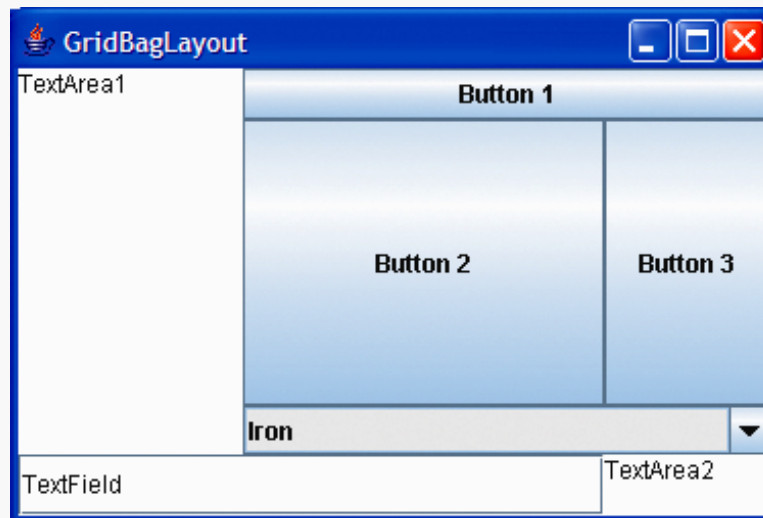 GridBagLayout
TextArea1
Button 1
Button 2
Button 3
Iron
TextField
TextArea2